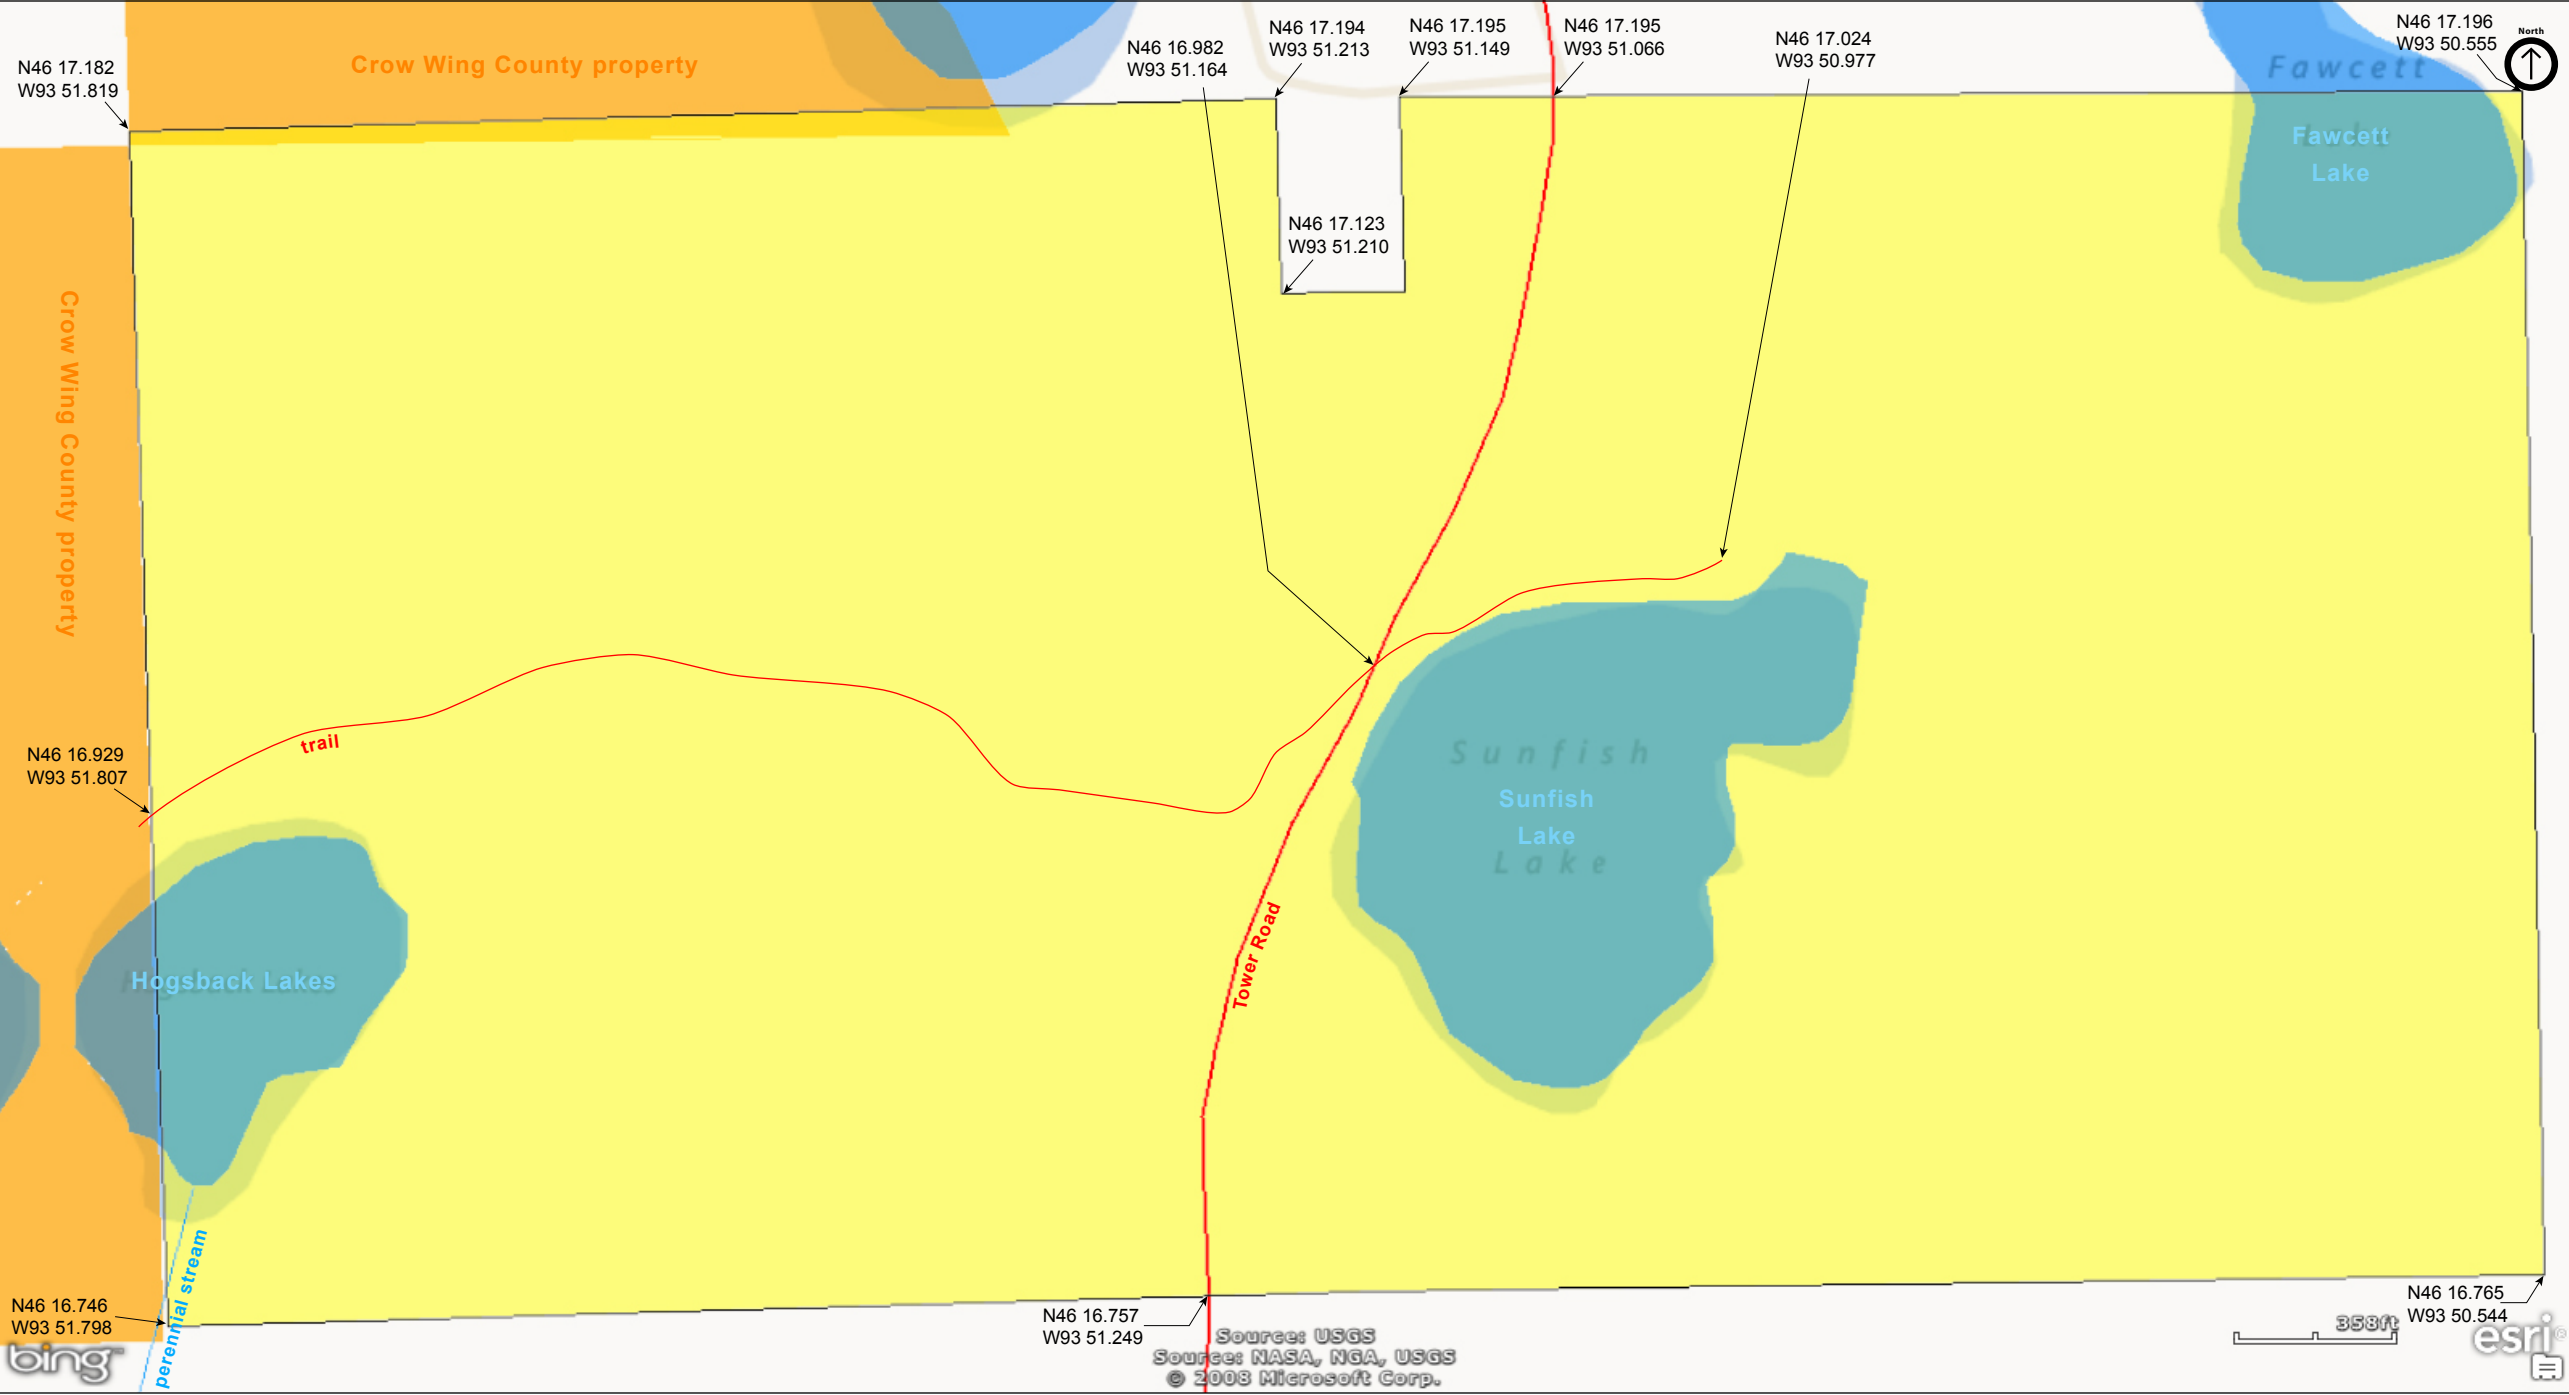 N46 17.182
W93 51.819
Crow Wing County property
N46 16.982
W93 51.164
N46 17.194
W93 51.213
N46 17.195
W93 51.149
N46 17.195
W93 51.066
N46 17.024
W93 50.977
N46 17.196
W93 50.555
North
Fawcett
Fawcett
Lake
N46 17.123
W93 51.210
Crow Wing County property
trail
N46 16.929
W93 51.807
Sunfish
Sunfish
Lake
Lake
Tower Road
Hogsback Lakes
perennial stream
N46 16.746
W93 51.798
N46 16.757
W93 51.249
N46 16.765
W93 50.544
358ft
bing™
Source: USGS
Source: NASA, NGA, USGS
© 2008 Microsoft Corp.
esri®